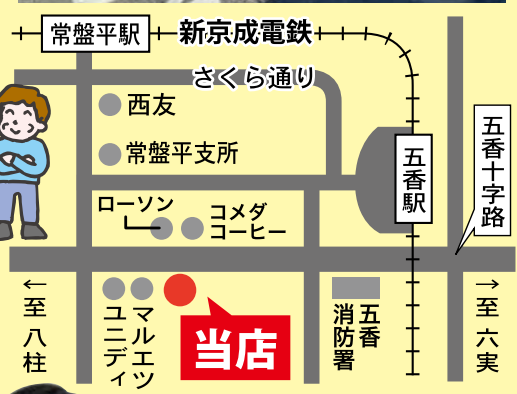 常盤平駅
新京成電鉄
さくら通り
西友
常盤平支所
五香駅
五香十字路
ローソン
コメダ
コーヒー
←至 八柱
ユニディ
マルエツ
当店
五香
消防署
→至 六実